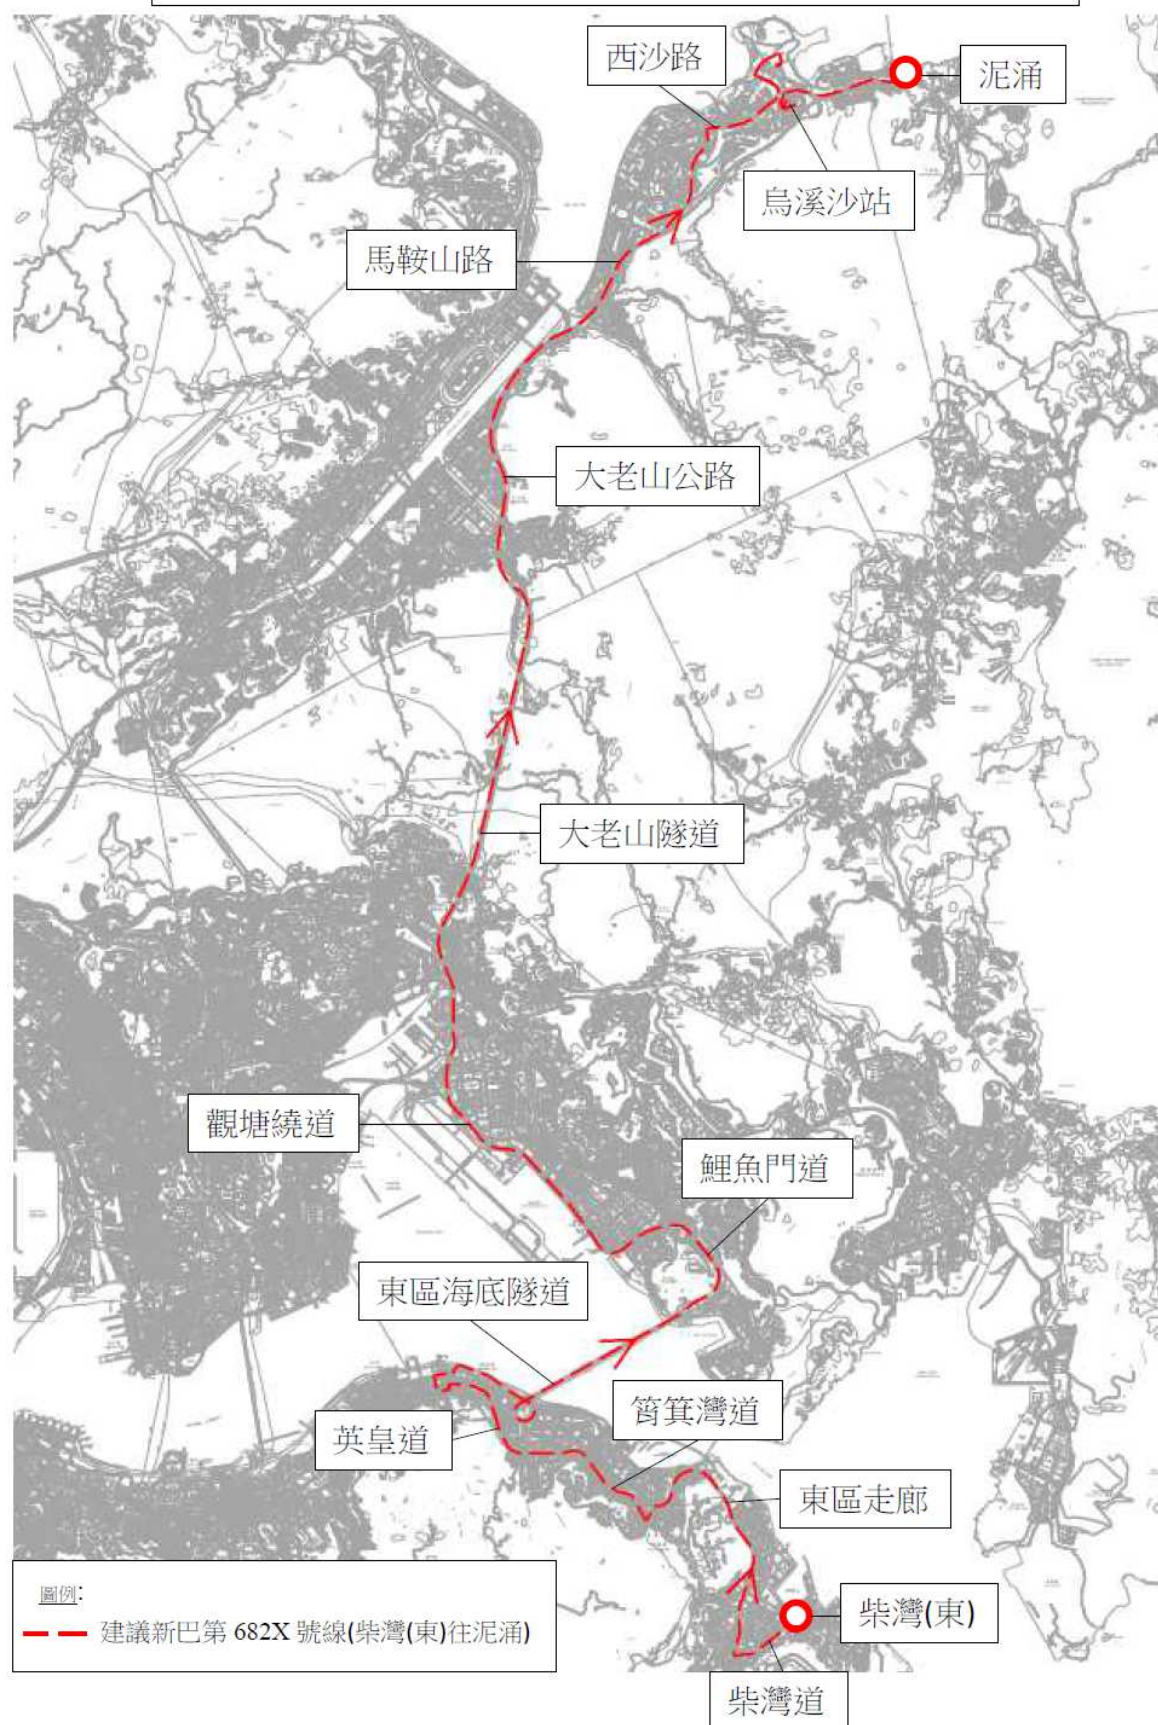 西沙路
泥涌
烏溪沙站
馬鞍山路
大老山公路
大老山隧道
觀塘繞道
鯉魚門道
東區海底隧道
筲箕灣道
英皇道
東區走廊
圖例:
建議新巴第 682X 號線(柴灣(東)往泥涌)
柴灣(東)
柴灣道